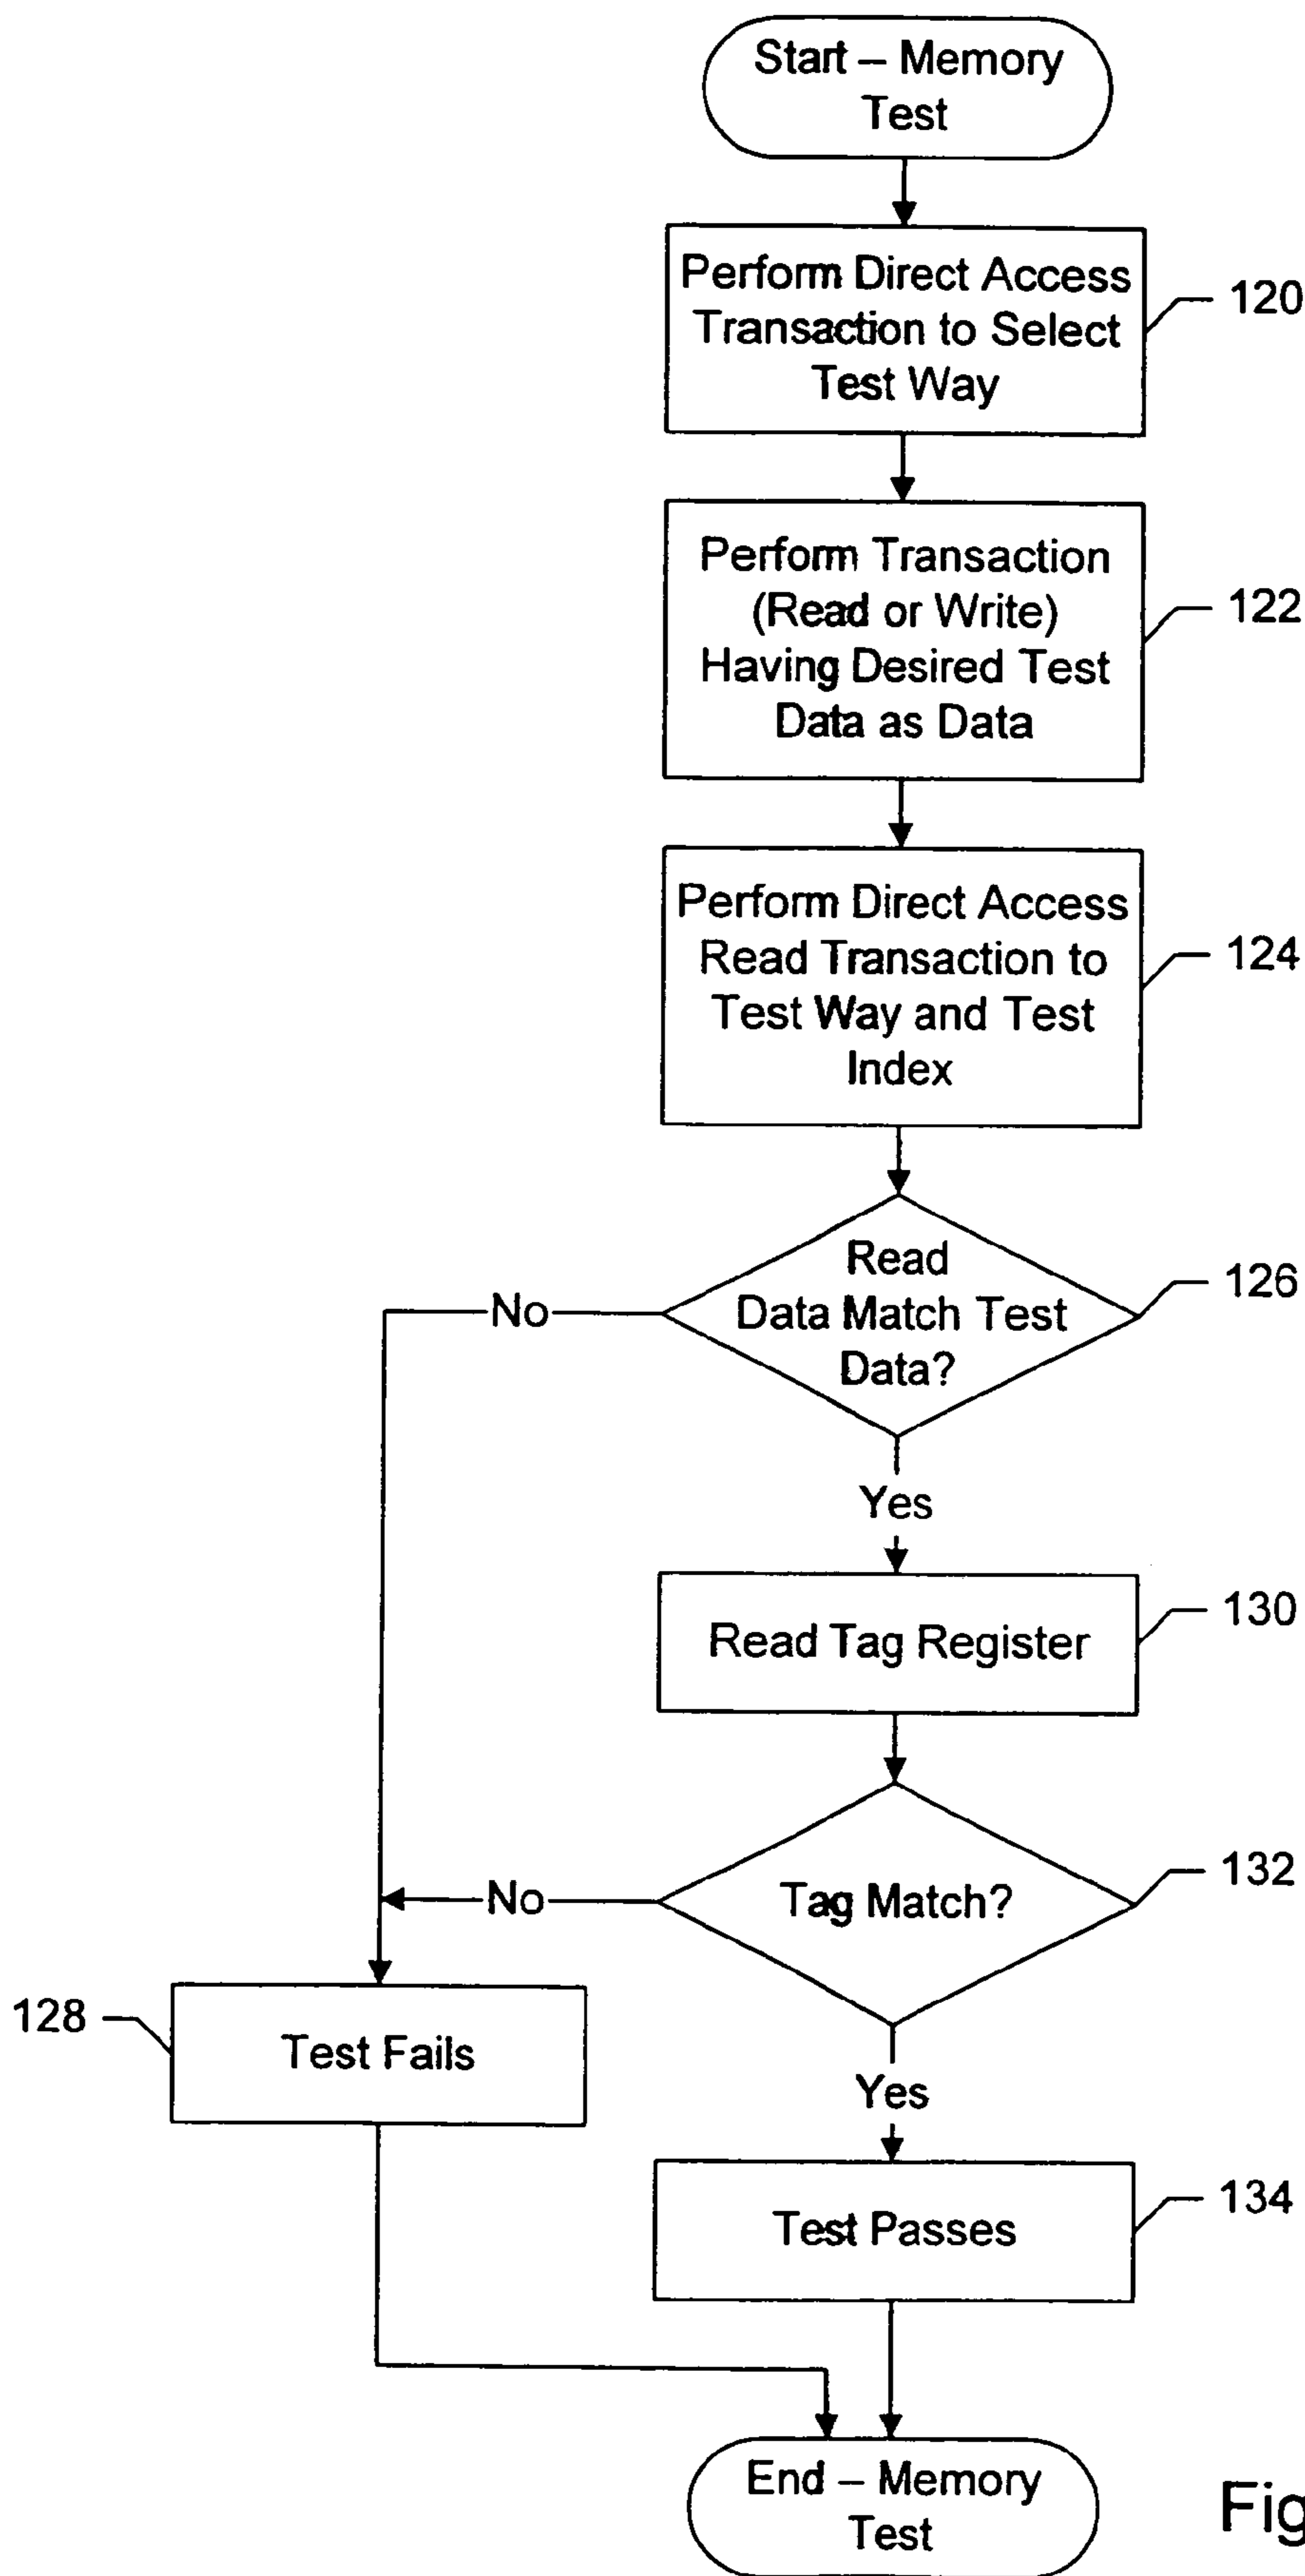 Start – Memory
Test
Perform Direct Access
Transaction to Select
Test Way
120
Perform Transaction
(Read or Write)
Having Desired Test
Data as Data
122
Perform Direct Access
Read Transaction to
Test Way and Test
Index
124
Read
Data Match Test
Data?
126
No
Yes
Read Tag Register
130
Tag Match?
132
No
128
Test Fails
Yes
Test Passes
134
End – Memory
Test
Fig